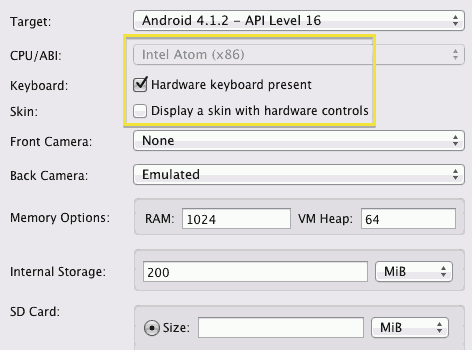 Target: Android 4.1.2 – API Level 16
CPU/ABI: Intel Atom (x86)
Keyboard: Hardware keyboard present
Skin: Display a skin with hardware controls
Front Camera: None
Back Camera: Emulated
Memory Options: RAM: 1024 VM Heap: 64
Internal Storage: 200 MiB
SD Card:
Size: MiB